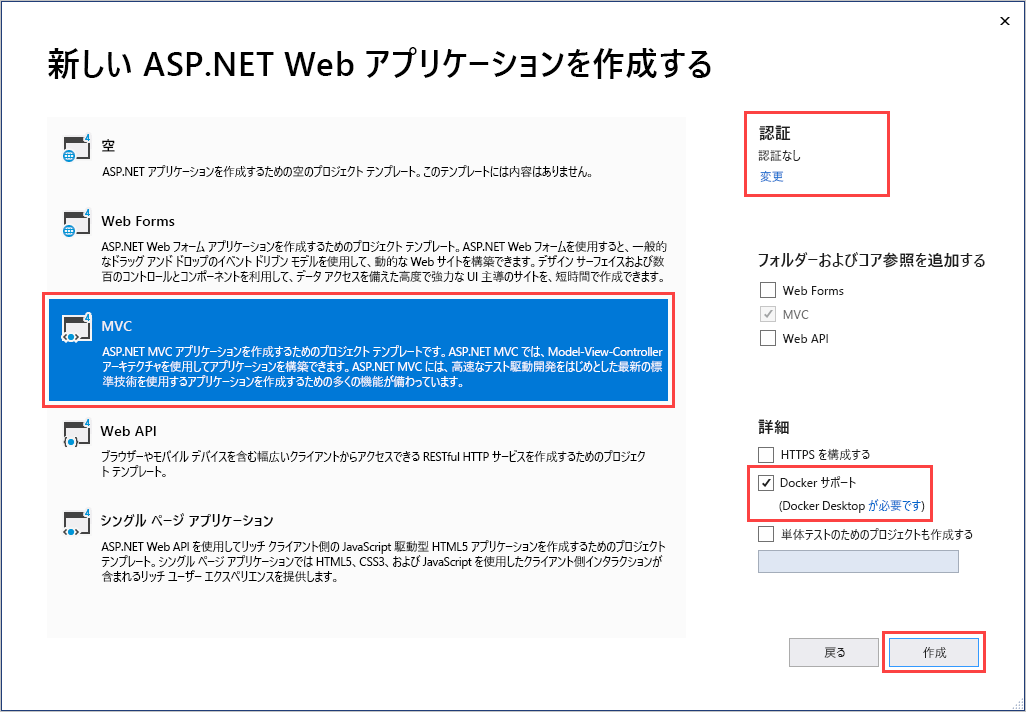 新しい ASP.NET Web アプリケーションを作成する
空
ASP.NET アプリケーションを作成するための空のプロジェクト テンプレート。このテンプレートには内容はありません。
Web Forms
ASP.NET Web フォーム アプリケーションを作成するためのプロジェクト テンプレート。ASP.NET Web フォームを使用すると、一般的
なドラッグ アンド ドロップのイベント ドリブン モデルを使用して、動的な Web サイトを構築できます。デザイン サーフェイスおよび数
百のコントロールとコンポーネントを利用して、データ アクセスを備えた高度で強力な UI 主導のサイトを、短時間で作成できます。
MVC
ASP.NET MVC アプリケーションを作成するためのプロジェクト テンプレートです。ASP.NET MVC では、Model-View-Controller
アーキテクチャを使用してアプリケーションを構築できます。ASP.NET MVC には、高速なテスト駆動開発をはじめとした最新の標
準技術を使用するアプリケーションを作成するための多くの機能が備わっています。
Web API
ブラウザーやモバイル デバイスを含む幅広いクライアントからアクセスできる RESTful HTTP サービスを作成するためのプロジェク
ト テンプレート。
シングル ページ アプリケーション
ASP.NET Web API を使用してリッチ クライアント側の JavaScript 駆動型 HTML5 アプリケーションを作成するためのプロジェクト
テンプレート。シングル ページ アプリケーションでは HTML5、CSS3、および JavaScript を使用したクライアント側インタラクションが
含まれるリッチ ユーザー エクスペリエンスを提供します。
認証
認証なし
変更
フォルダーおよびコア参照を追加する
Web Forms
MVC
Web API
詳細
HTTPS を構成する
Docker サポート
(Docker Desktop が必要です)
単体テストのためのプロジェクトも作成する
戻る
作成